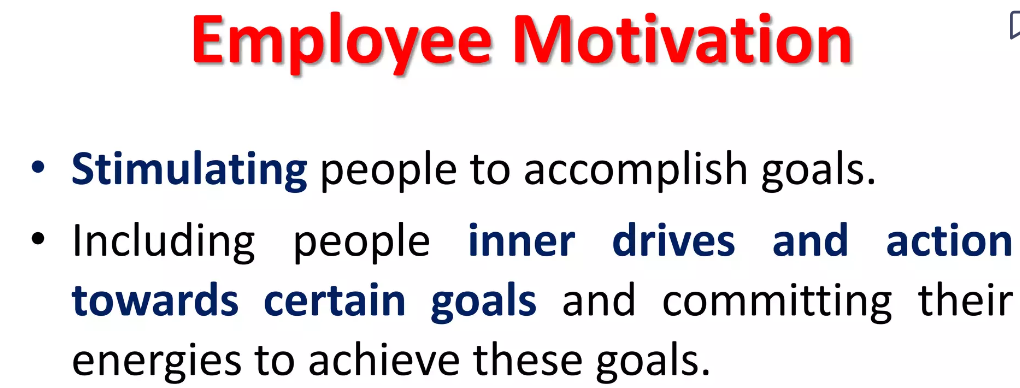 Employee Motivation
• Stimulating people to accomplish goals.
• Including people inner drives and action
towards certain goals and committing their
energies to achieve these goals.